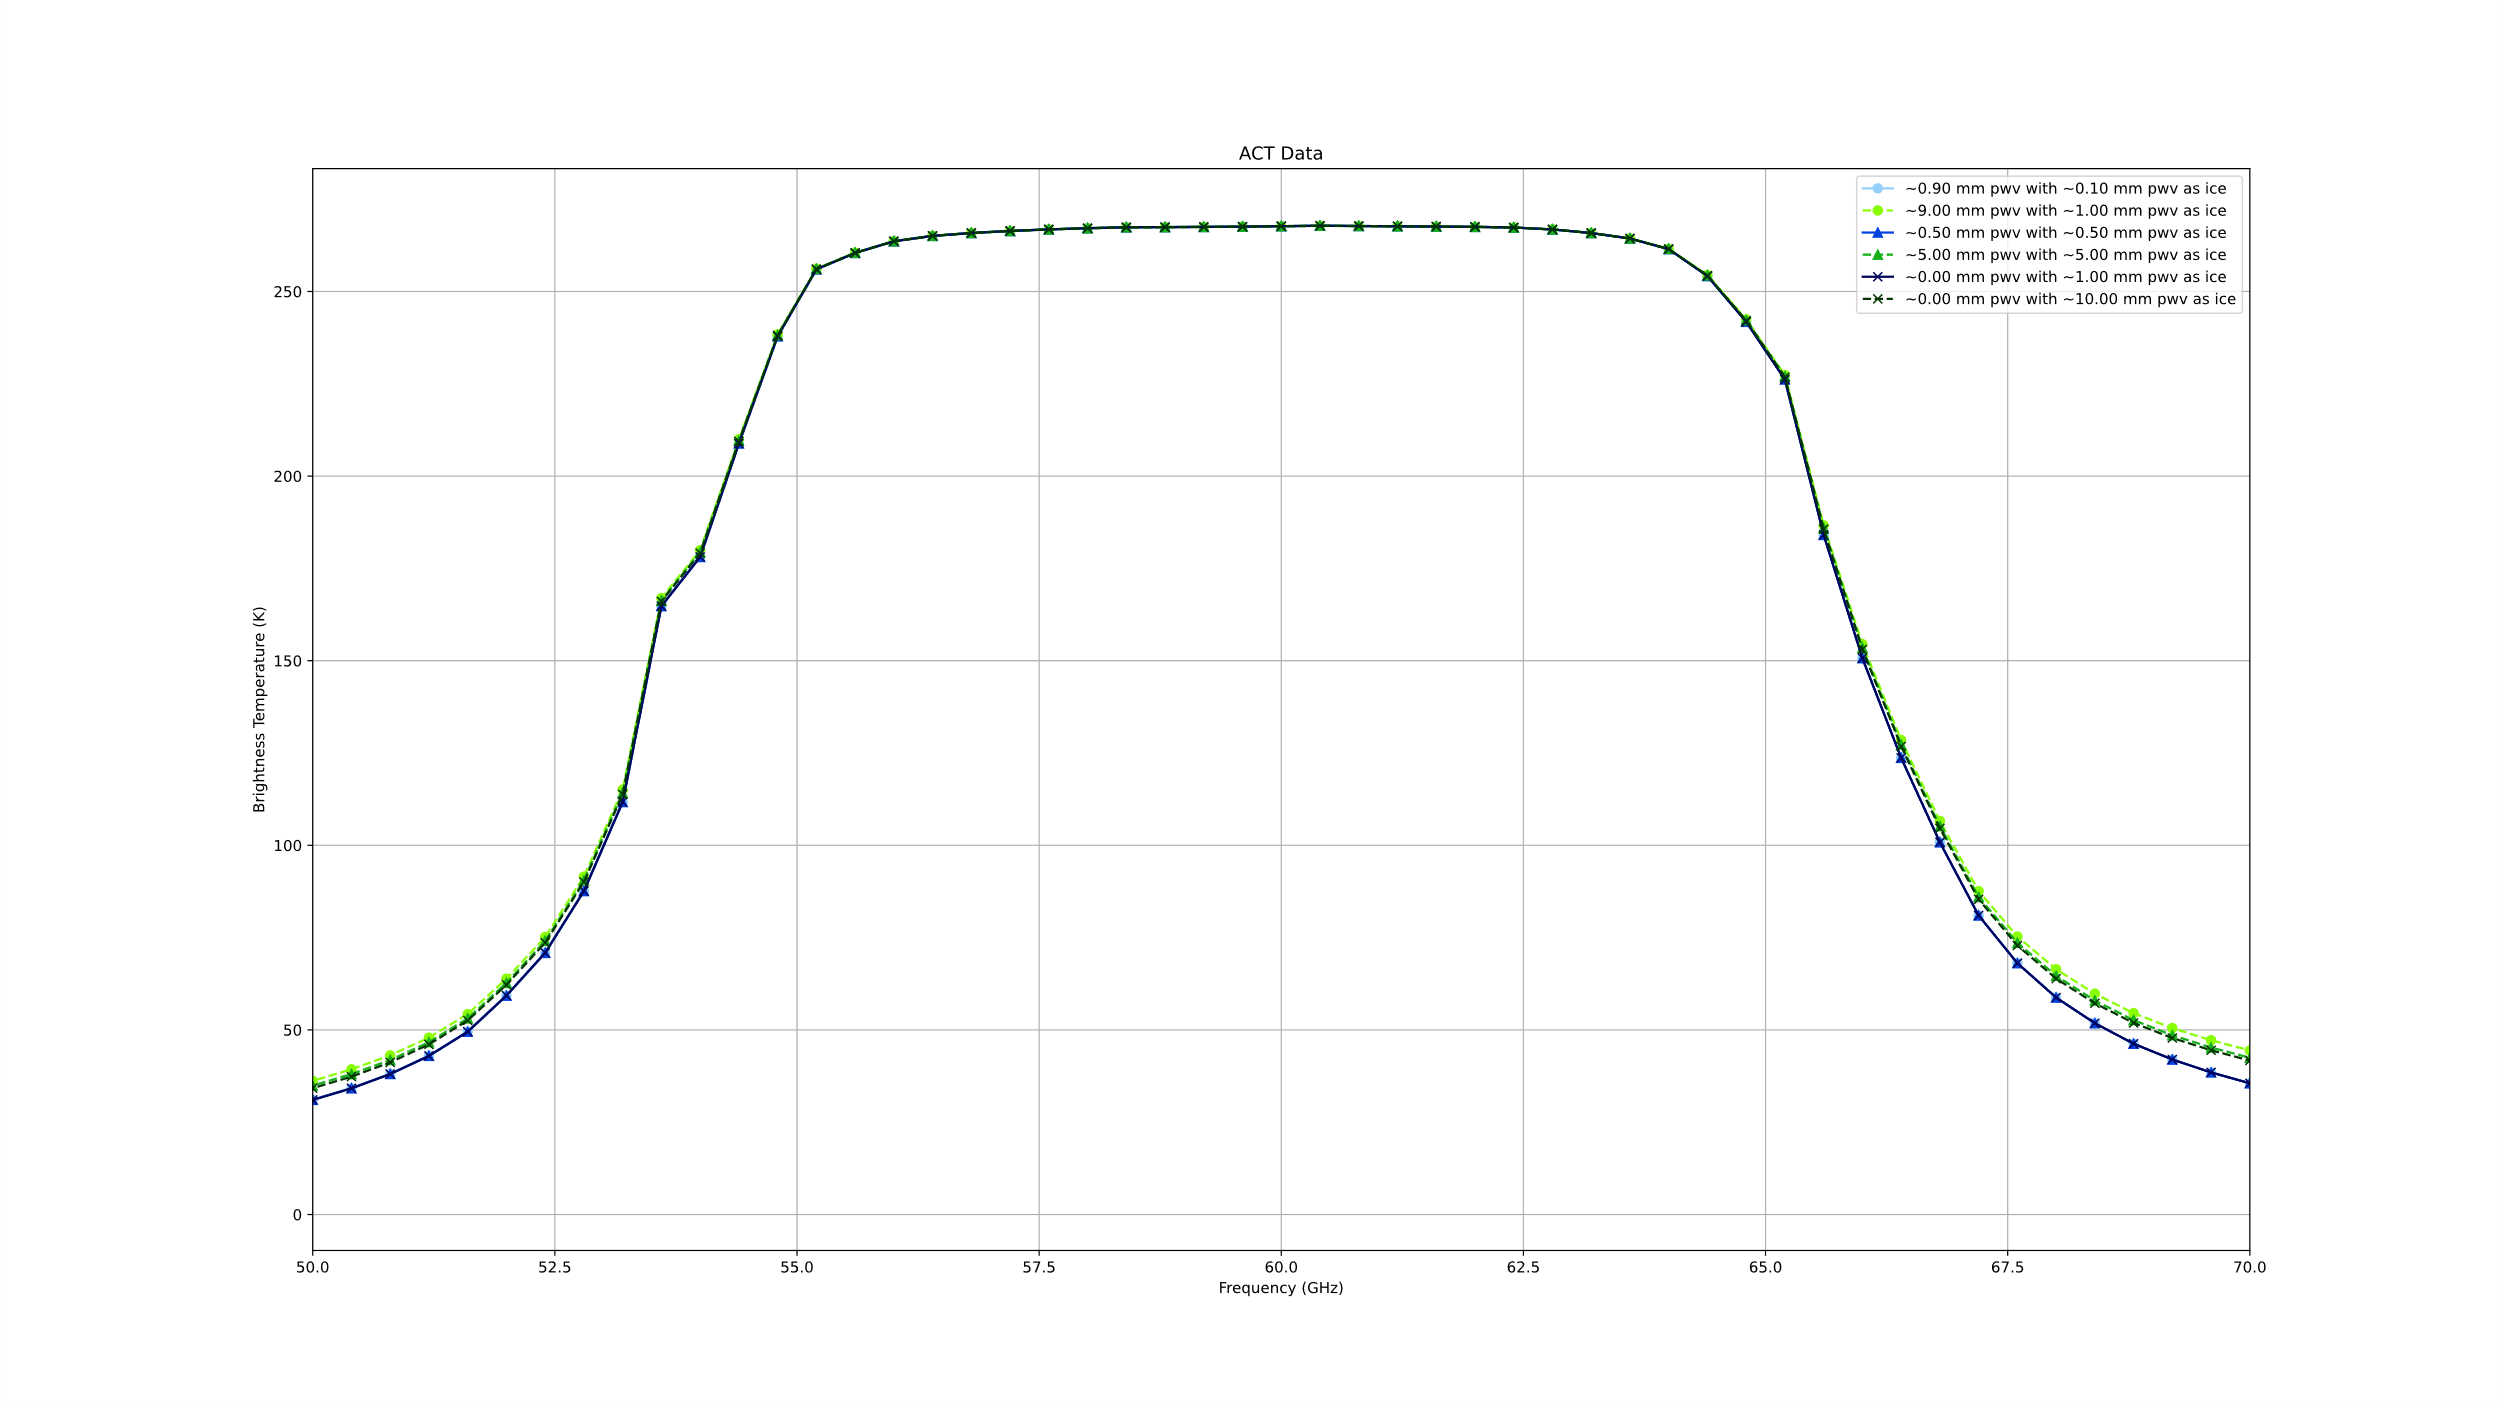 ACT Data
~0.90 mm pwv with ~0.10 mm pwv as ice
~9.00 mm pwv with ~1.00 mm pwv as ice
~0.50 mm pwv with ~0.50 mm pwv as ice
~5.00 mm pwv with ~5.00 mm pwv as ice
~0.00 mm pwv with ~1.00 mm pwv as ice
~0.00 mm pwv with ~10.00 mm pwv as ice
250
200
150
100
50
0
Brightness Temperature (K)
50.0 52.5 55.0 57.5 60.0 62.5 65.0 67.5 70.0
Frequency (GHz)